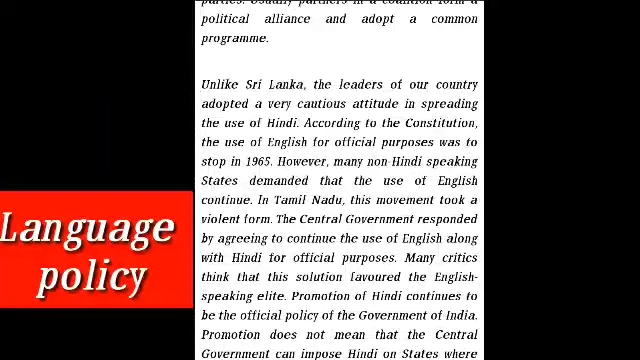 parties. Usually partners in a coalition form a
political alliance and adopt a common
programme.
Unlike Sri Lanka, the leaders of our country
adopted a very cautious attitude in spreading
the use of Hindi. According to the Constitution,
the use of English for official purposes was to
stop in 1965. However, many non-Hindi speaking
States demanded that the use of English
continue. In Tamil Nadu, this movement took a
violent form. The Central Government responded
by agreeing to continue the use of English along
with Hindi for official purposes. Many critics
think that this solution favoured the English-
speaking elite. Promotion of Hindi continues to
be the official policy of the Government of India.
Promotion does not mean that the Central
Government can impose Hindi on States where
Language
policy